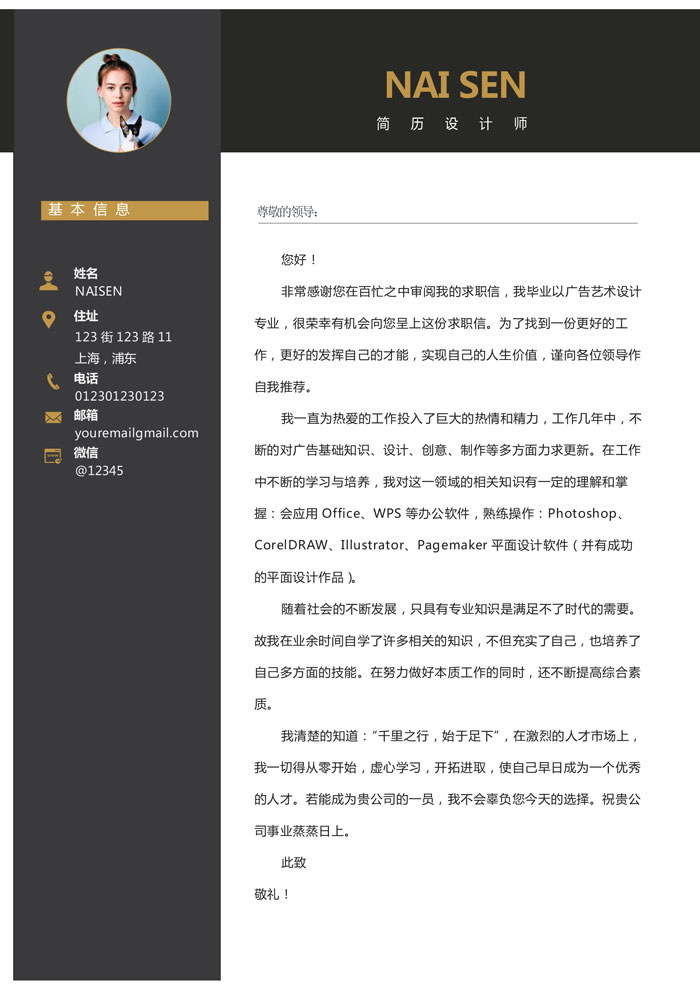 NAI SEN
简历设计师
基本信息
姓名
NAISEN
住址
123 街 123 路 11
上海，浦东
电话
012301230123
邮箱
youremailgmail.com
微信
@12345
尊敬的领导：
您好！
非常感谢您在百忙之中审阅我的求职信，我毕业以广告艺术设计
专业，很荣幸有机会向您呈上这份求职信。为了找到一份更好的工
作，更好的发挥自己的才能，实现自己的人生价值，谨向各位领导作
自我推荐。
我一直为热爱的工作投入了巨大的热情和精力，工作几年中，不
断的对广告基础知识、设计、创意、制作等多方面力求更新。在工作
中不断的学习与培养，我对这一领域的相关知识有一定的理解和掌
握：会应用 Office、WPS 等办公软件，熟练操作：Photoshop、
CorelDRAW、Illustrator、Pagemaker 平面设计软件（并有成功
的平面设计作品）。
随着社会的不断发展，只具有专业知识是满足不了时代的需要。
故我在业余时间自学了许多相关的知识，不但充实了自己，也培养了
自己多方面的技能。在努力做好本质工作的同时，还不断提高综合素
质。
我清楚的知道：“千里之行，始于足下”，在激烈的人才市场上，
我一切得从零开始，虚心学习，开拓进取，使自己早日成为一个优秀
的人才。若能成为贵公司的一员，我不会辜负您今天的选择。祝贵公
司事业蒸蒸日上。
此致
敬礼！